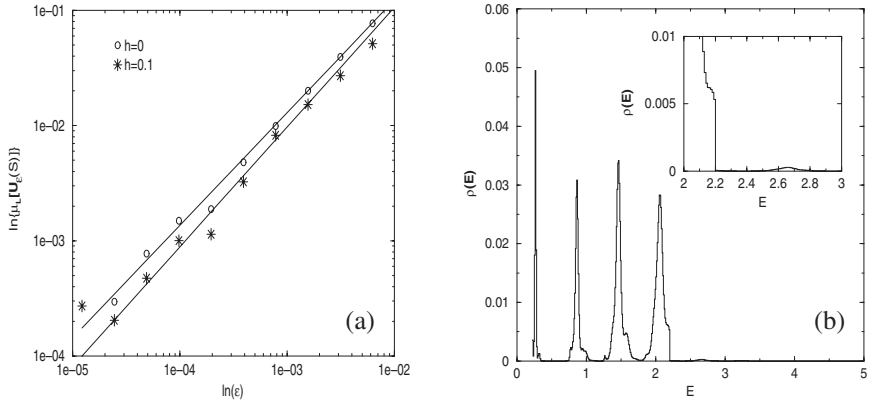 1e-01
1e-02
1e-03
1e-04
ln{μL[Uε(S)]}
h=0
h=0.1
(a)
1e-05 1e-04 1e-03 1e-02
ln(ε)
0.06
0.05
0.04
0.03
0.02
0.01
0
ρ(E)
0.01
0.005
0
ρ(E)
2 2.2 2.4 2.6 2.8 3
E
(b)
0 1 2 3 4 5
E